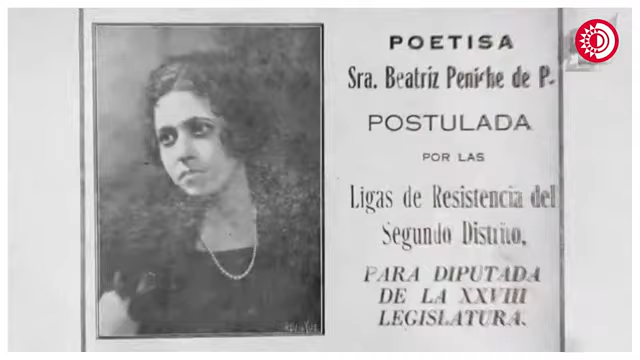 POETISA
Sra. Beatriz Peniche de P.
POSTULADA
POR LAS
Ligas de Resistencia del
Segundo Distrito,
PARA DIPUTADA
DE LA XXVIII
LEGISLATURA.